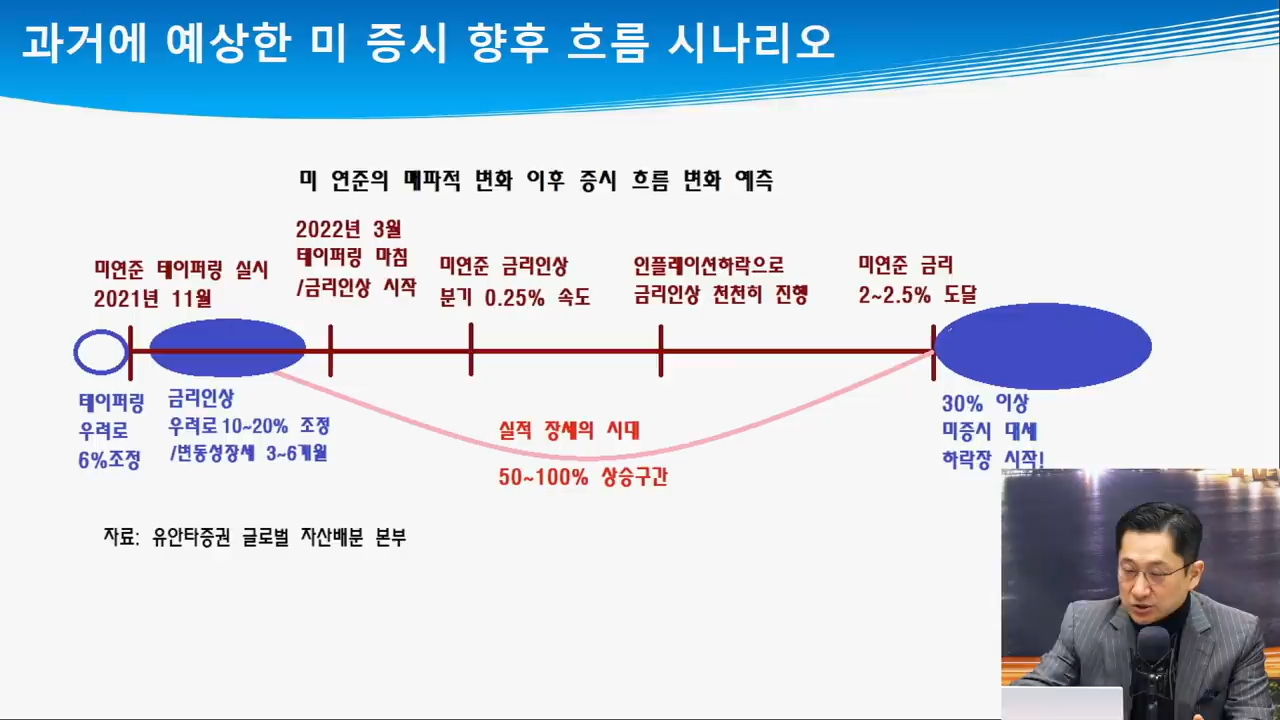 과거에 예상한 미 증시 향후 흐름 시나리오
미 연준의 매파적 변화 이후 증시 흐름 변화 예측
미연준 테이퍼링 실시
2021년 11월
2022년 3월
테이퍼링 마침
/금리인상 시작
미연준 금리인상
분기 0.25% 속도
인플레이션하락으로
금리인상 천천히 진행
미연준 금리
2~2.5% 도달
테이퍼링
우려로
6%조정
금리인상
우려로 10~20% 조정
/변동성장세 3~6개월
실적 장세의 시대
50~100% 상승구간
30% 이상
미증시 대세
하락장 시작!
자료: 유안타증권 글로벌 자산배분 본부